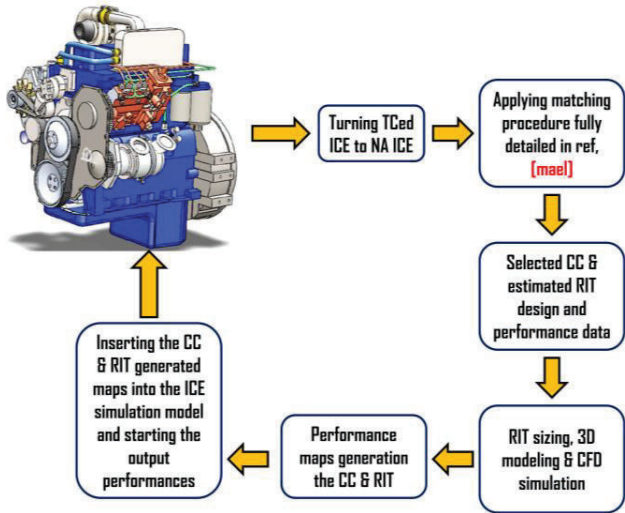 Turning TCed
ICE to NA ICE
Applying matching
procedure fully
detailed in ref,
[mael]
Selected CC &
estimated RIT
design and
performance data
RIT sizing, 3D
modeling & CFD
simulation
Performance
maps generation
the CC & RIT
Inserting the CC
& RIT generated
maps into the ICE
simulation model
and starting the
output
performances